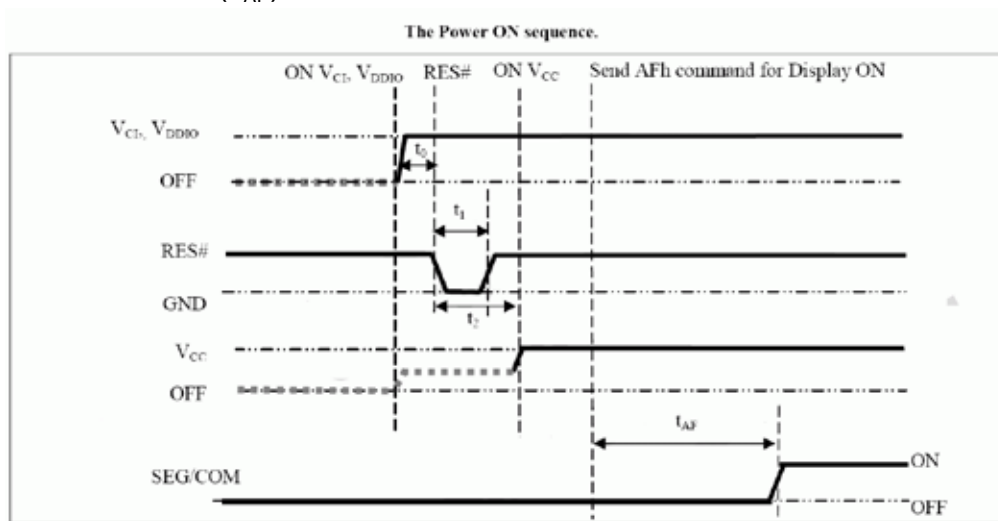 The Power ON sequence.
ON V_CI, V_DDIO RES# ON V_CC Send AFh command for Display ON
V_CI, V_DDIO
t_0
OFF
t_1
RES#
GND
t_2
V_CC
OFF
t_AF
SEG/COM
ON
OFF